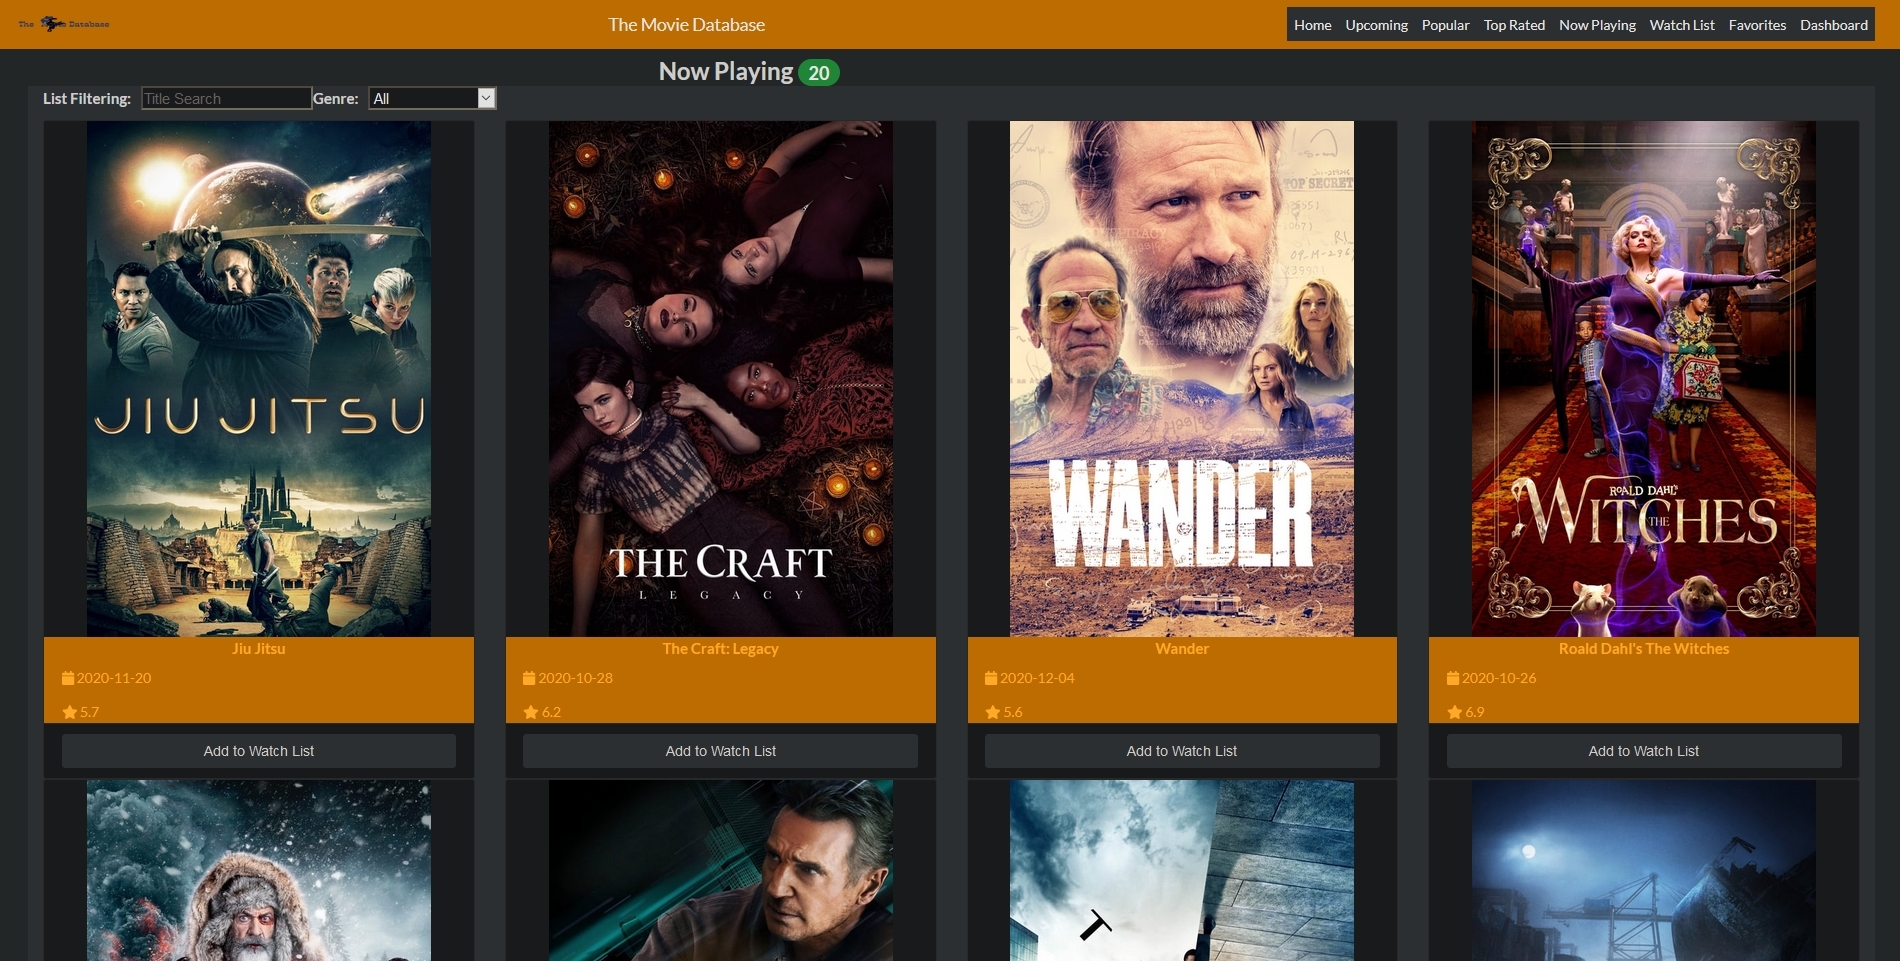 The Movie Database
The Movie Database
Home Upcoming Popular Top Rated Now Playing Watch List Favorites Dashboard
Now Playing 20
List Filtering: Title Search Genre: All
JIU JITSU
THE CRAFT
LEGACY
TOP SECRET
CONSPIRACY
WANDER
ROALD DAHL'S
THE
WITCHES
Jiu Jitsu
2020-11-20
5.7
Add to Watch List
The Craft: Legacy
2020-10-28
6.2
Add to Watch List
Wander
2020-12-04
5.6
Add to Watch List
Roald Dahl's The Witches
2020-10-26
6.9
Add to Watch List
T